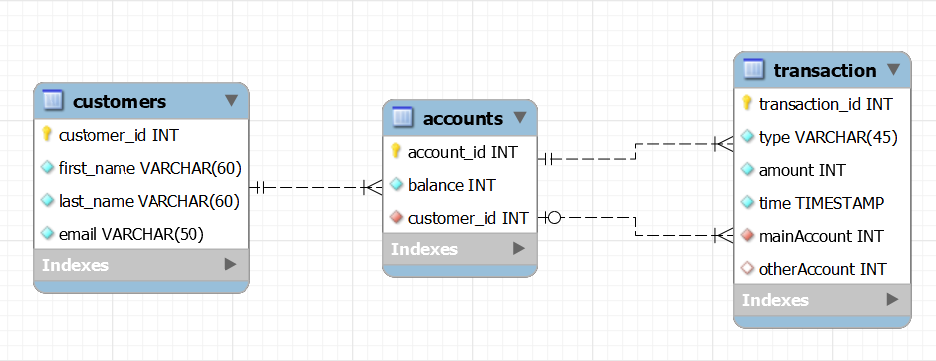 customers
customer_id INT
first_name VARCHAR(60)
last_name VARCHAR(60)
email VARCHAR(50)
Indexes
accounts
account_id INT
balance INT
customer_id INT
Indexes
transaction
transaction_id INT
type VARCHAR(45)
amount INT
time TIMESTAMP
mainAccount INT
otherAccount INT
Indexes